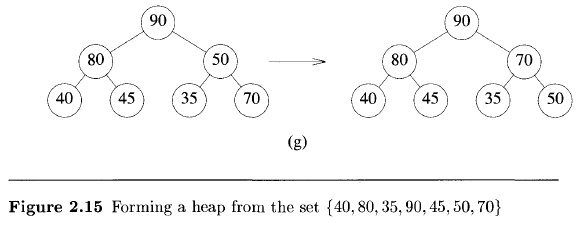 90 90
80 50 80 70
40 45 35 70 40 45 35 50
(g)
Figure 2.15 Forming a heap from the set {40, 80, 35, 90, 45, 50, 70}